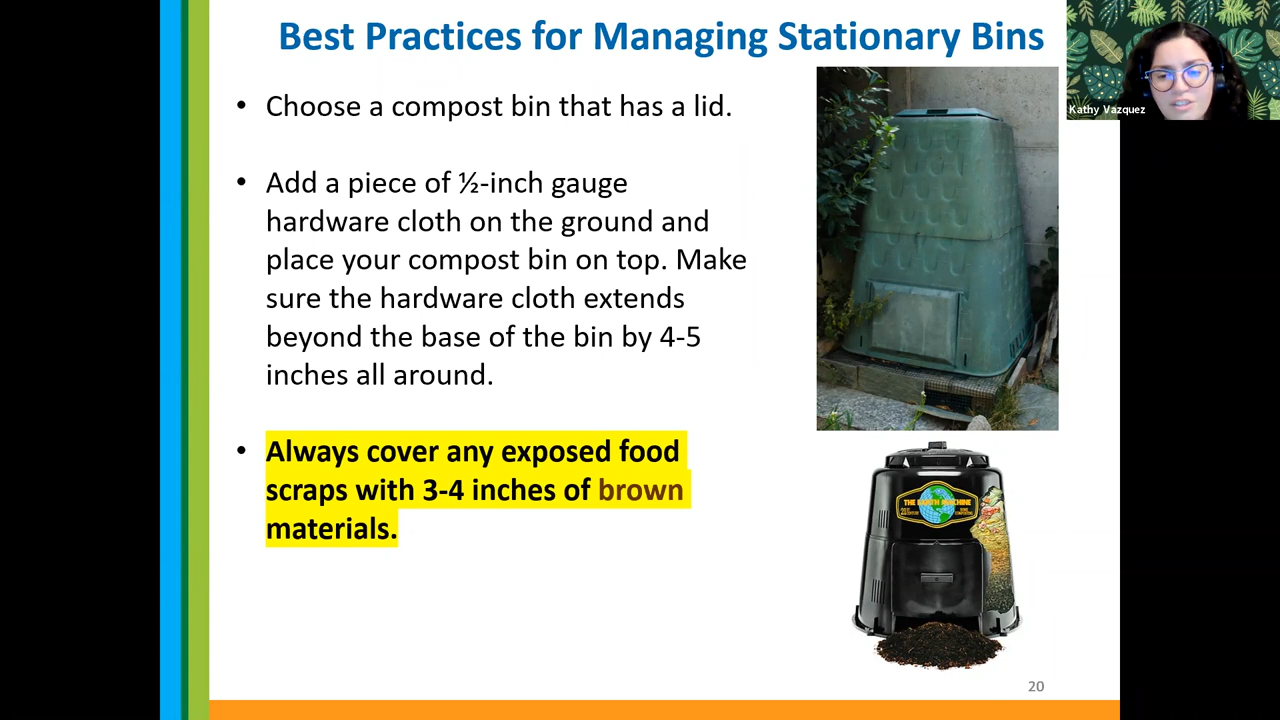 Best Practices for Managing Stationary Bins
• Choose a compost bin that has a lid.
• Add a piece of ½-inch gauge
hardware cloth on the ground and
place your compost bin on top. Make
sure the hardware cloth extends
beyond the base of the bin by 4-5
inches all around.
• Always cover any exposed food
scraps with 3-4 inches of brown
materials.
Kathy Vazquez
THE EARTH MACHINE
20